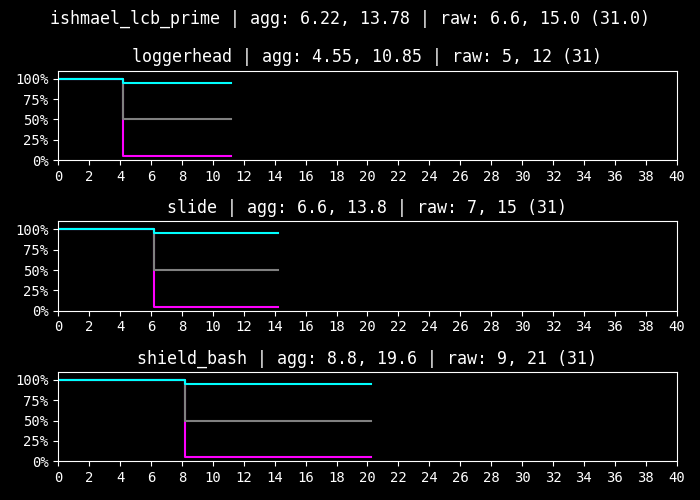 ishmael_lcb_prime | agg: 6.22, 13.78 | raw: 6.6, 15.0 (31.0)
loggerhead | agg: 4.55, 10.85 | raw: 5, 12 (31)
100%
75%
50%
25%
0%
0 2 4 6 8 10 12 14 16 18 20 22 24 26 28 30 32 34 36 38 40
slide | agg: 6.6, 13.8 | raw: 7, 15 (31)
100%
75%
50%
25%
0%
0 2 4 6 8 10 12 14 16 18 20 22 24 26 28 30 32 34 36 38 40
shield_bash | agg: 8.8, 19.6 | raw: 9, 21 (31)
100%
75%
50%
25%
0%
0 2 4 6 8 10 12 14 16 18 20 22 24 26 28 30 32 34 36 38 40